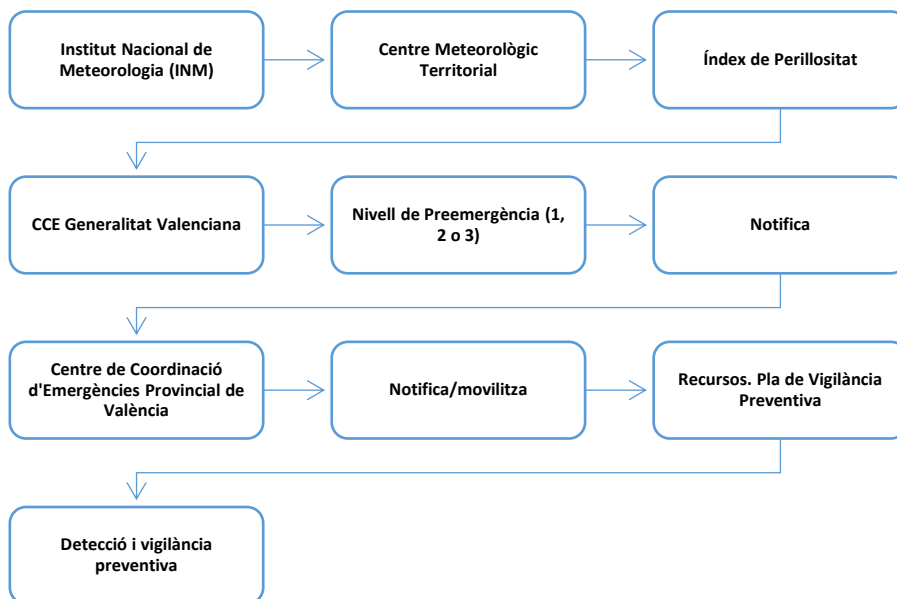 Institut Nacional de
Meteorologia (INM)
Centre Meteorològic
Territorial
Índex de Perillositat
CCE Generalitat Valenciana
Nivell de Preemergència (1,
2 o 3)
Notifica
Centre de Coordinació
d'Emergències Provincial de
València
Notifica/movilitza
Recursos. Pla de Vigilància
Preventiva
Detecció i vigilància
preventiva